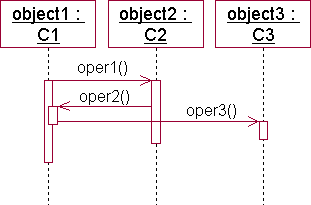 object1 :
C1
object2 :
C2
object3 :
C3
oper1()
oper2()
oper3()